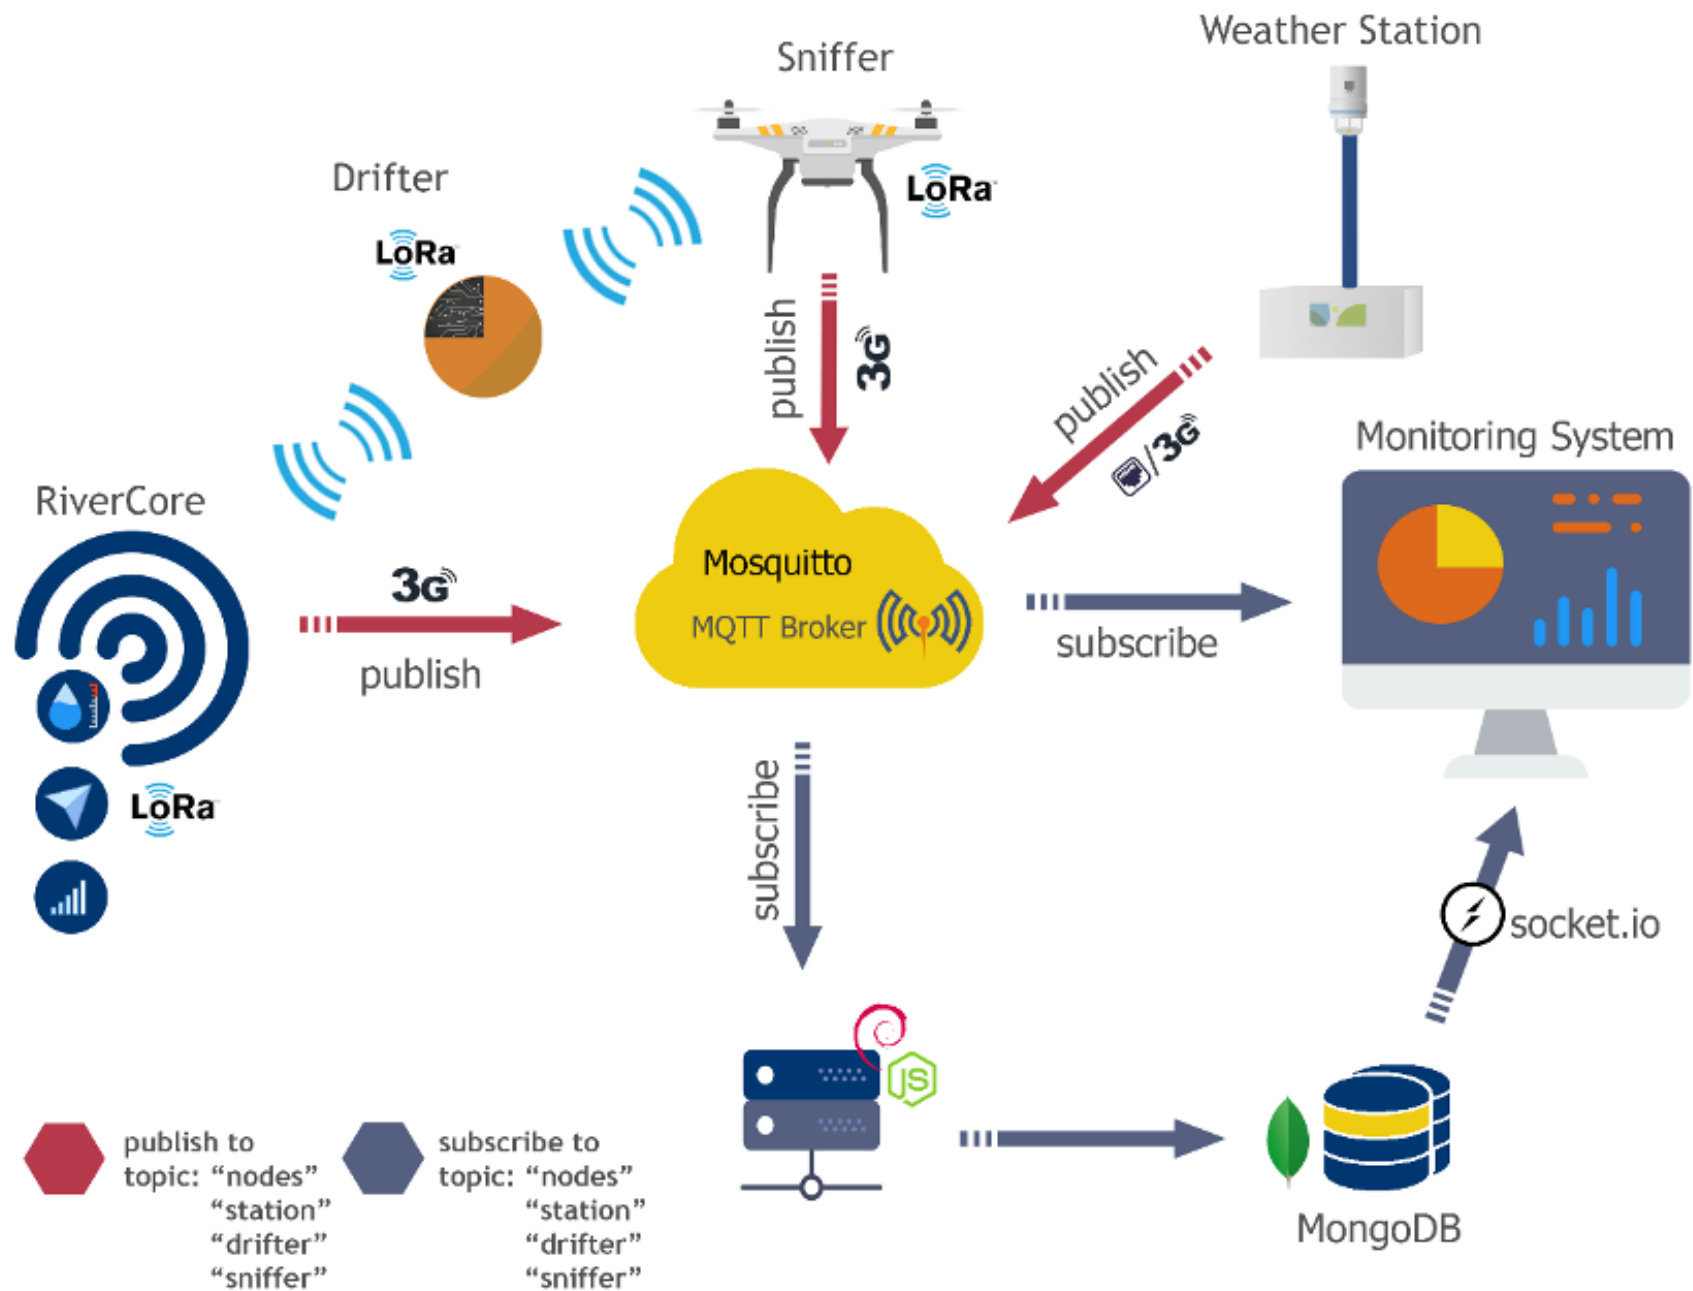 Weather Station
Sniffer
LoRa
Drifter
LoRa
publish
3G
publish
/3G
Monitoring System
RiverCore
3G
publish
LoRa
Mosquitto
MQTT Broker
subscribe
subscribe
socket.io
JS
MongoDB
publish to
topic: “nodes”
“station”
“drifter”
“sniffer”
subscribe to
topic: “nodes”
“station”
“drifter”
“sniffer”